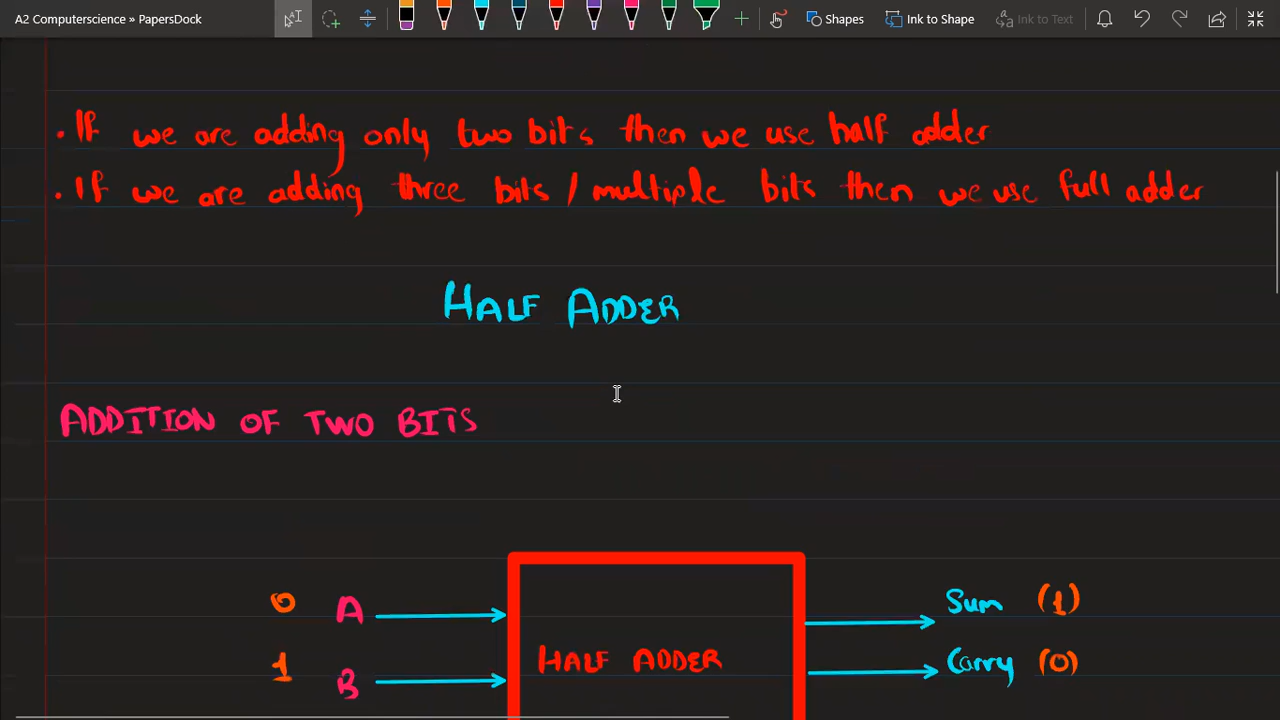 A2 Computerscience » PapersDock
Shapes
Ink to Shape
Ink to Text
. If we are adding only two bits then we use half adder
. If we are adding three bits / multiple bits then we use full adder
HALF ADDER
ADDITION OF TWO BITS
0 A
Sum (1)
1 B
HALF ADDER
Carry (0)